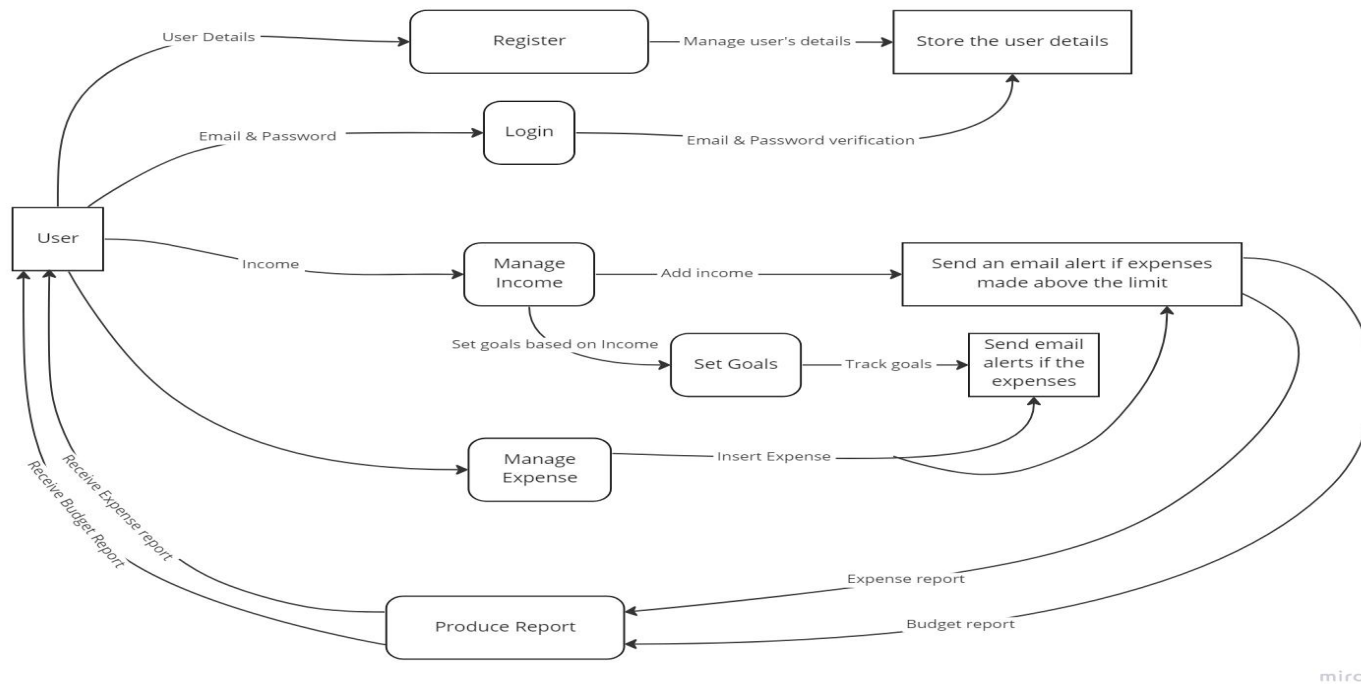 User Details
Register
Manage user's details
Store the user details
Email & Password
Login
Email & Password verification
User
Income
Manage
Income
Add income
Send an email alert if expenses
made above the limit
Set goals based on Income
Set Goals
Track goals
Send email
alerts if the
expenses
Manage
Expense
Insert Expense
Receive Expense report
Receive Budget Report
Expense report
Produce Report
Budget report
miro